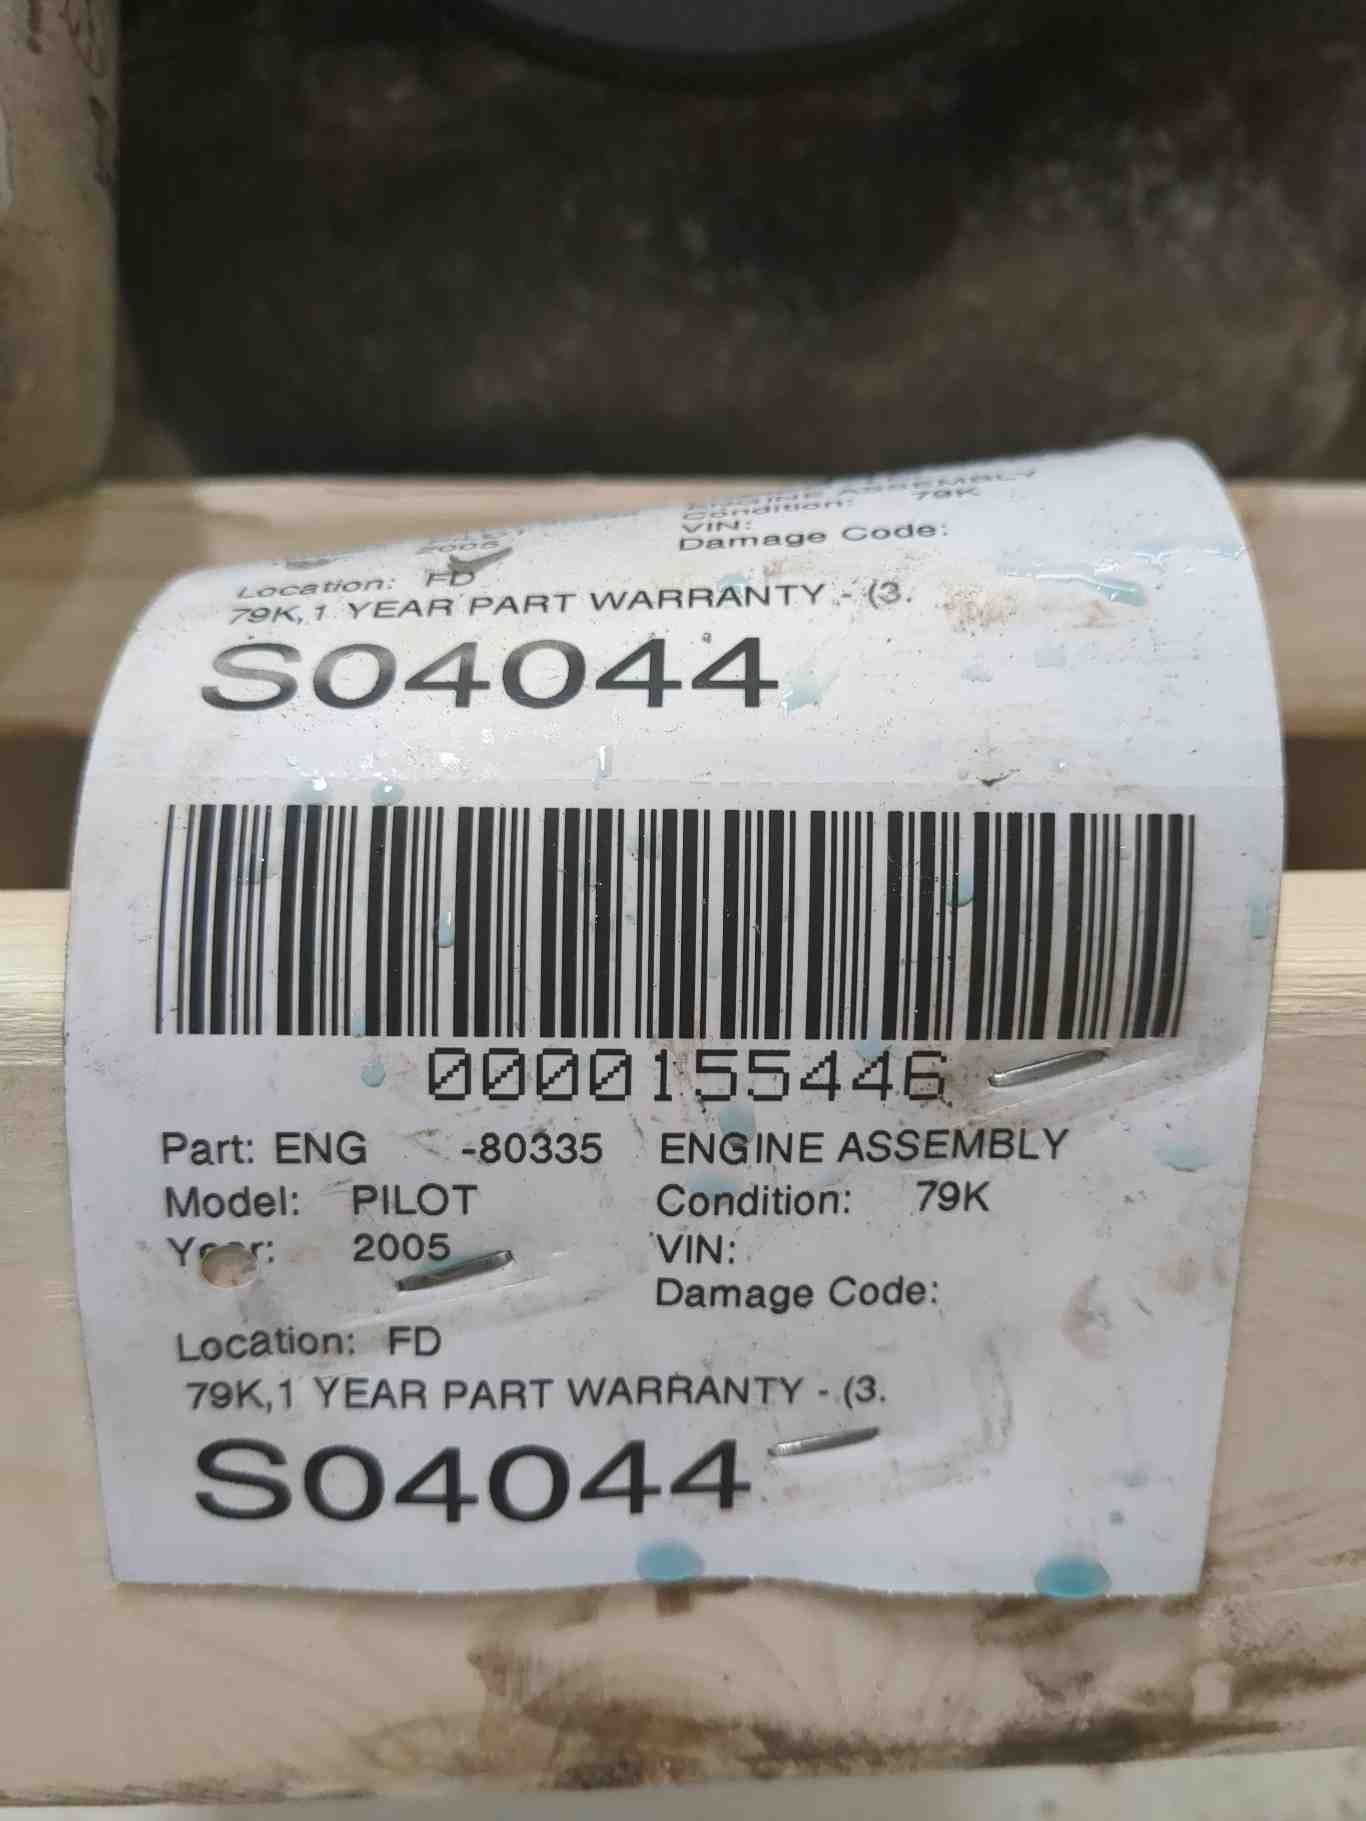 ENGINE ASSEMBLY
Condition: 79K
2005 VIN:
Damage Code:
Location: FD
79K,1 YEAR PART WARRANTY - (3.
S04044
0000155446
Part: ENG -80335 ENGINE ASSEMBLY
Model: PILOT Condition: 79K
Year: 2005 VIN:
Damage Code:
Location: FD
79K,1 YEAR PART WARRANTY - (3.
S04044